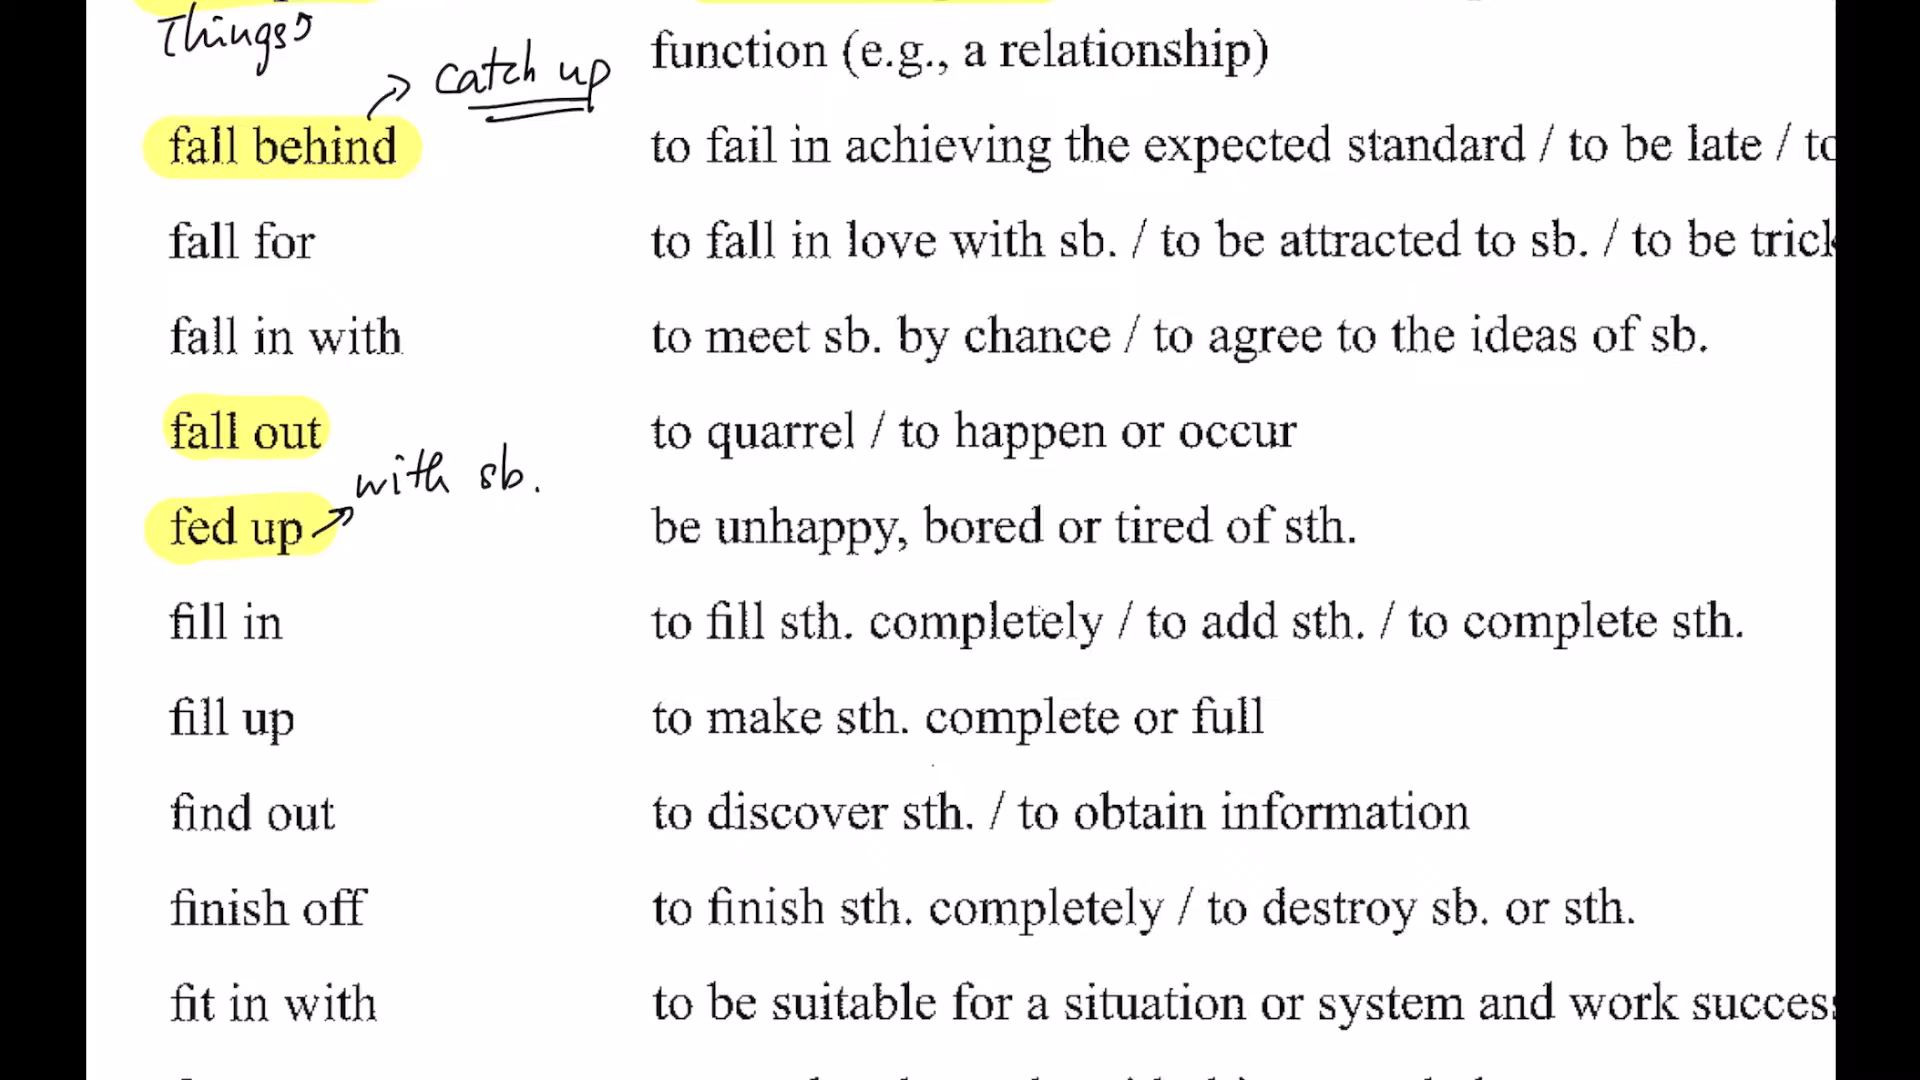 Things
function (e.g., a relationship)
catch up
fall behind to fail in achieving the expected standard / to be late / to
fall for to fall in love with sb. / to be attracted to sb. / to be trick
fall in with to meet sb. by chance / to agree to the ideas of sb.
fall out to quarrel / to happen or occur
with sb.
fed up be unhappy, bored or tired of sth.
fill in to fill sth. completely / to add sth. / to complete sth.
fill up to make sth. complete or full
find out to discover sth. / to obtain information
finish off to finish sth. completely / to destroy sb. or sth.
fit in with to be suitable for a situation or system and work succes